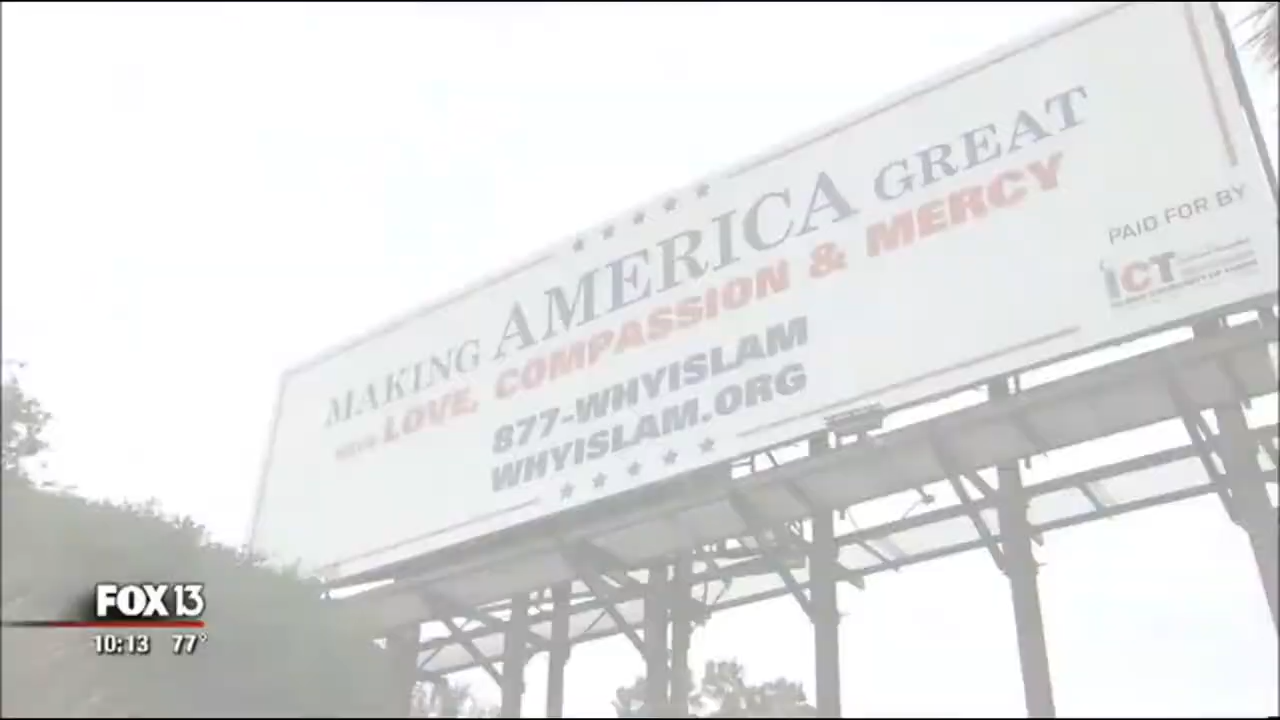 MAKING AMERICA GREAT
WITH LOVE, COMPASSION & MERCY
877-WHYISLAM
WHYISLAM.ORG
PAID FOR BY
ICT
FOX 13
10:13 77°